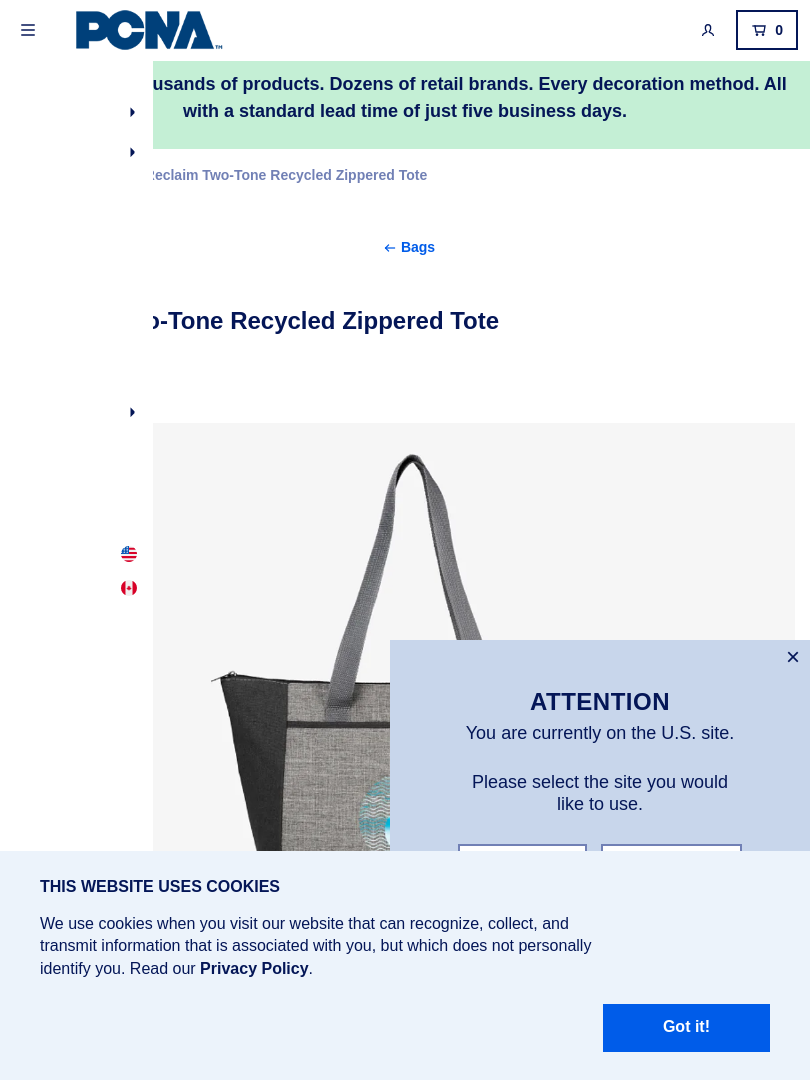 PCNA™
0
usands of products. Dozens of retail brands. Every decoration method. All
with a standard lead time of just five business days.
Reclaim Two-Tone Recycled Zippered Tote
Bags
o-Tone Recycled Zippered Tote
ATTENTION
You are currently on the U.S. site.
Please select the site you would
like to use.
THIS WEBSITE USES COOKIES
We use cookies when you visit our website that can recognize, collect, and
transmit information that is associated with you, but which does not personally
identify you. Read our Privacy Policy.
Got it!